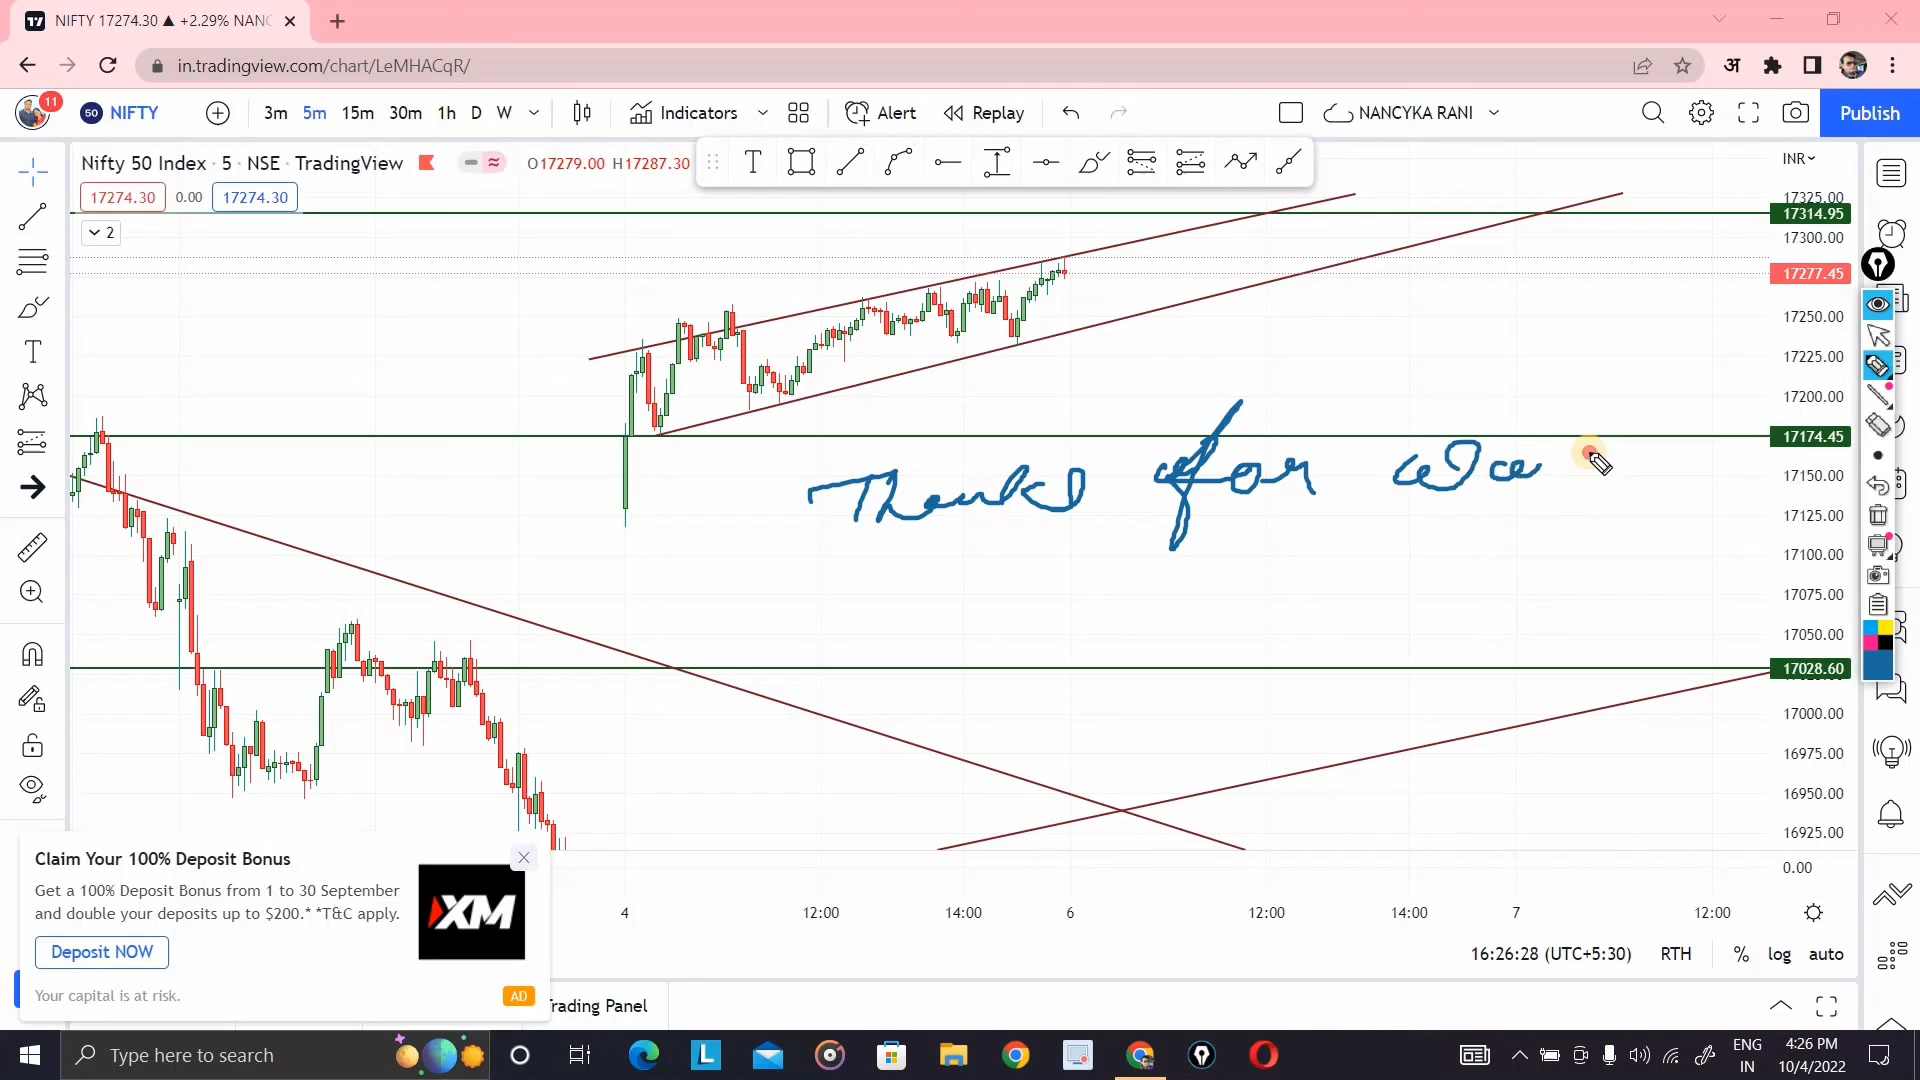 NIFTY 17274.30 ▲ +2.29% NANC
in.tradingview.com/chart/LeMHACqR/
अ
11
50 NIFTY 3m 5m 15m 30m 1h D W Indicators Alert Replay NANCYKA RANI Publish
Nifty 50 Index · 5 · NSE · TradingView O17279.00 H17287.30 T INR
17274.30 0.00 17274.30
2
T
17325.00
17314.95
17300.00
17277.45
17250.00
17225.00
17200.00
17174.45
17150.00
17125.00
17100.00
17075.00
17050.00
17028.60
17000.00
16975.00
16950.00
16925.00
0.00
Thanks for
4 12:00 14:00 6 12:00 14:00 7 12:00
16:26:28 (UTC+5:30) RTH % log auto
Claim Your 100% Deposit Bonus
Get a 100% Deposit Bonus from 1 to 30 September
and double your deposits up to $200.* *T&C apply.
XM
Deposit NOW
Your capital is at risk. AD
Trading Panel
Type here to search
L
ENG
IN
4:26 PM
10/4/2022